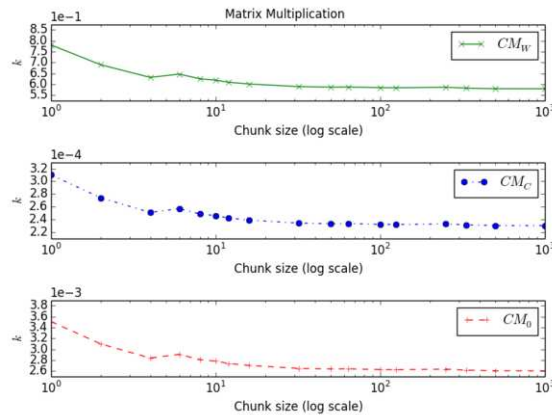 Matrix Multiplication
1e−1
8.5
8.0
7.5
7.0
6.5
6.0
5.5
k
CM_W
10^0 10^1 10^2 10^3
Chunk size (log scale)
1e−4
3.2
3.0
2.8
2.6
2.4
2.2
k
CM_C
10^0 10^1 10^2 10^3
Chunk size (log scale)
1e−3
3.8
3.6
3.4
3.2
3.0
2.8
2.6
k
CM_0
10^0 10^1 10^2 10^3
Chunk size (log scale)